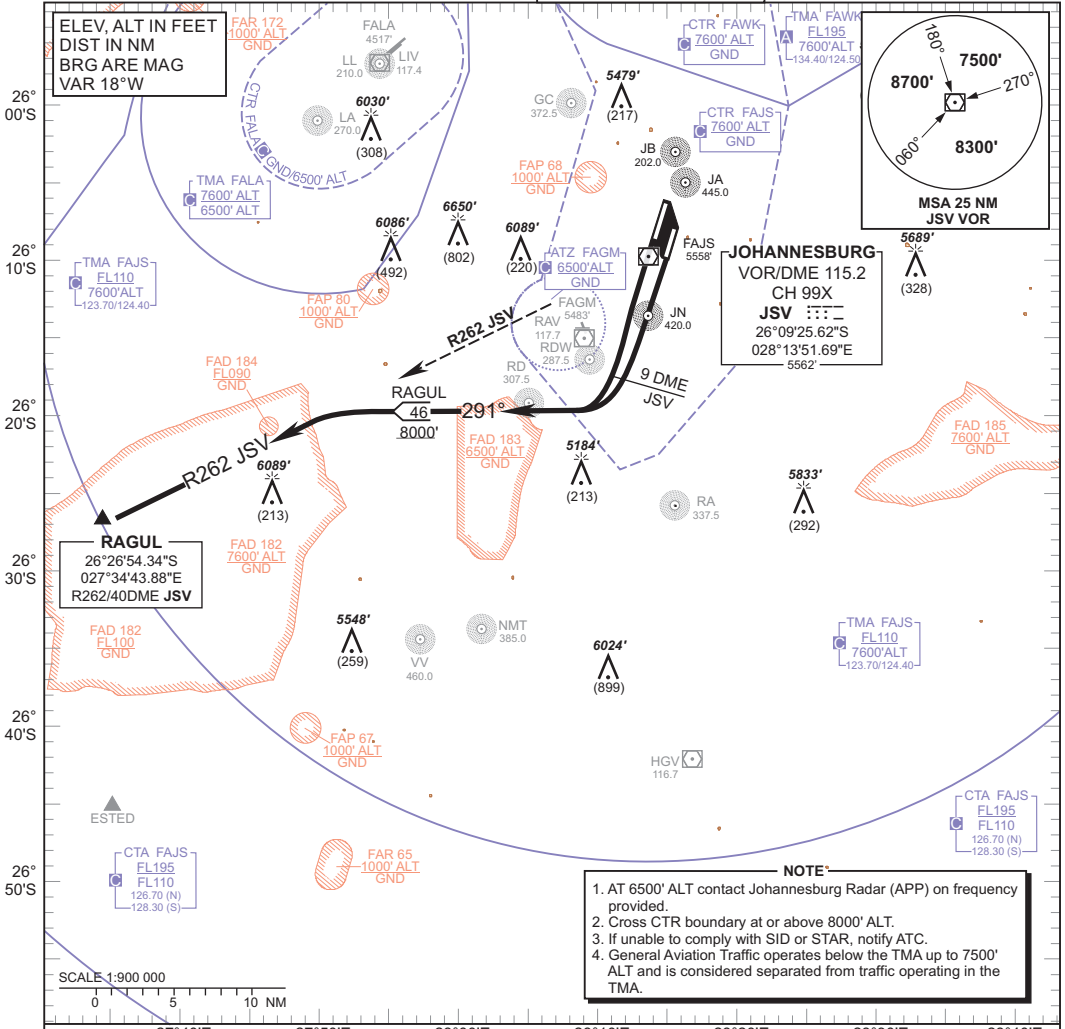 ELEV, ALT IN FEET
DIST IN NM
BRG ARE MAG
VAR 18°W
FAR 172
1000' ALT
GND
FALA
4517'
LL
210.0
LIV
117.4
LA
270.0
6030'
(308)
CTR FALA C GND/6500' ALT
C
TMA FALA
7600' ALT
6500' ALT
GC
372.5
5479'
(217)
C
CTR FAWK
7600' ALT
GND
A
TMA FAWK
FL195
7600'ALT
134.40/124.50
C
CTR FAJS
7600' ALT
GND
180°
7500'
8700'
270°
060°
8300'
MSA 25 NM
JSV VOR
JB
202.0
JA
445.0
FAP 68
1000' ALT
GND
26°
00'S
6086'
(492)
6650'
(802)
6089'
(220)
26°
10'S
C
TMA FAJS
FL110
7600'ALT
123.70/124.40
FAP 80
1000' ALT
GND
C
ATZ FAGM
6500'ALT
GND
FAJS
5558'
JOHANNESBURG
VOR/DME 115.2
CH 99X
JSV
26°09'25.62"S
028°13'51.69"E
5562'
5689'
(328)
FAGM
5483'
RAV
117.7
RDW
287.5
JN
420.0
R262 JSV
RD
307.5
9 DME
JSV
FAD 184
FL090
GND
RAGUL
46
8000'
291°
26°
20'S
FAD 183
6500' ALT
GND
FAD 185
7600' ALT
GND
R262 JSV
6089'
(213)
5184'
(213)
5833'
(292)
RA
337.5
RAGUL
26°26'54.34"S
027°34'43.88"E
R262/40DME JSV
FAD 182
7600' ALT
GND
26°
30'S
FAD 182
FL100
GND
5548'
(259)
VV
460.0
NMT
385.0
6024'
(899)
C
TMA FAJS
FL110
7600'ALT
123.70/124.40
26°
40'S
FAP 67
1000' ALT
GND
HGV
116.7
ESTED
C
CTA FAJS
FL195
FL110
126.70 (N)
128.30 (S)
C
CTA FAJS
FL195
FL110
126.70 (N)
128.30 (S)
26°
50'S
FAR 65
1000' ALT
GND
NOTE
1. AT 6500' ALT contact Johannesburg Radar (APP) on frequency
provided.
2. Cross CTR boundary at or above 8000' ALT.
3. If unable to comply with SID or STAR, notify ATC.
4. General Aviation Traffic operates below the TMA up to 7500'
ALT and is considered separated from traffic operating in the
TMA.
SCALE 1:900 000
0 5 10 NM